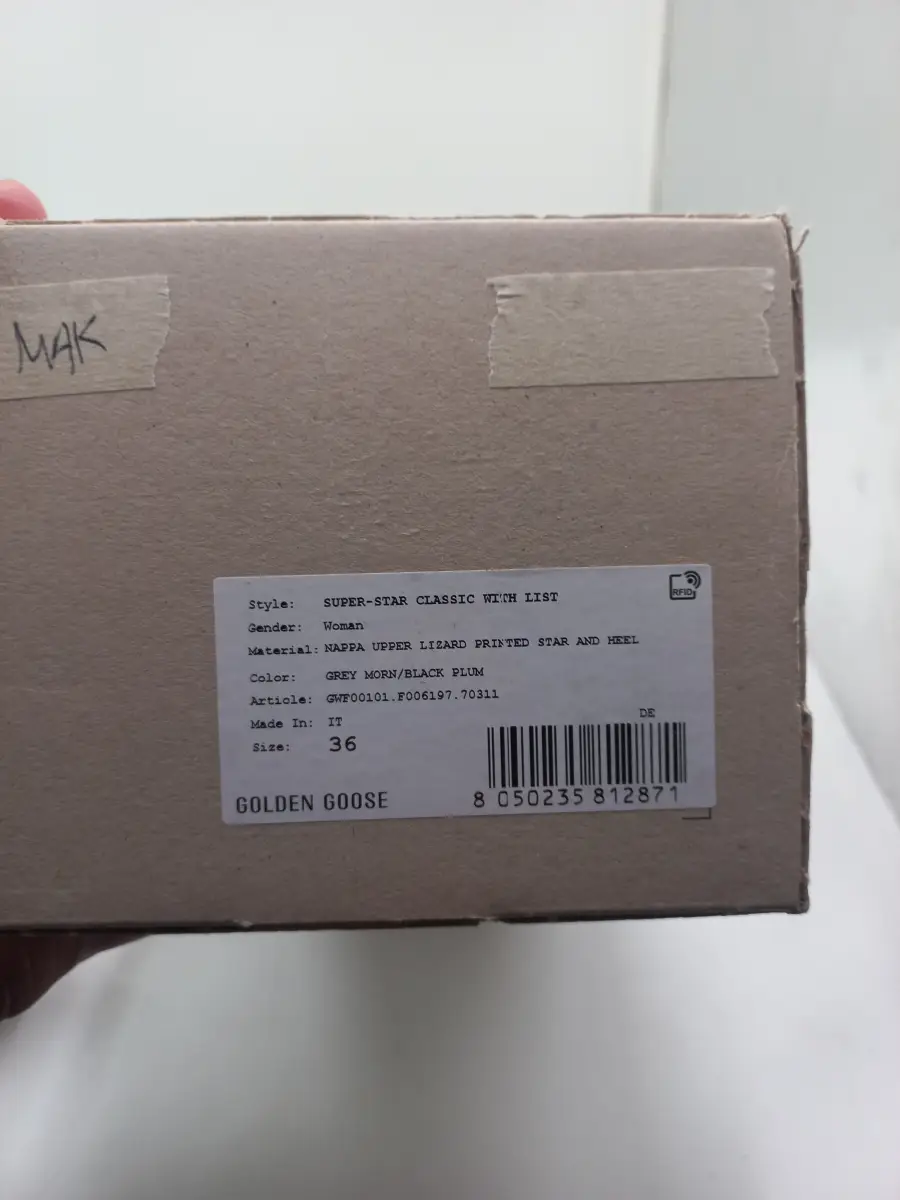 MAK
RFID
Style: SUPER-STAR CLASSIC WITH LIST
Gender: Woman
Material: NAPPA UPPER LIZARD PRINTED STAR AND HEEL
Color: GREY MORN/BLACK PLUM
Article: GWF00101.F006197.70311
Made In: IT
DE
Size: 36
GOLDEN GOOSE
8 050235 812871